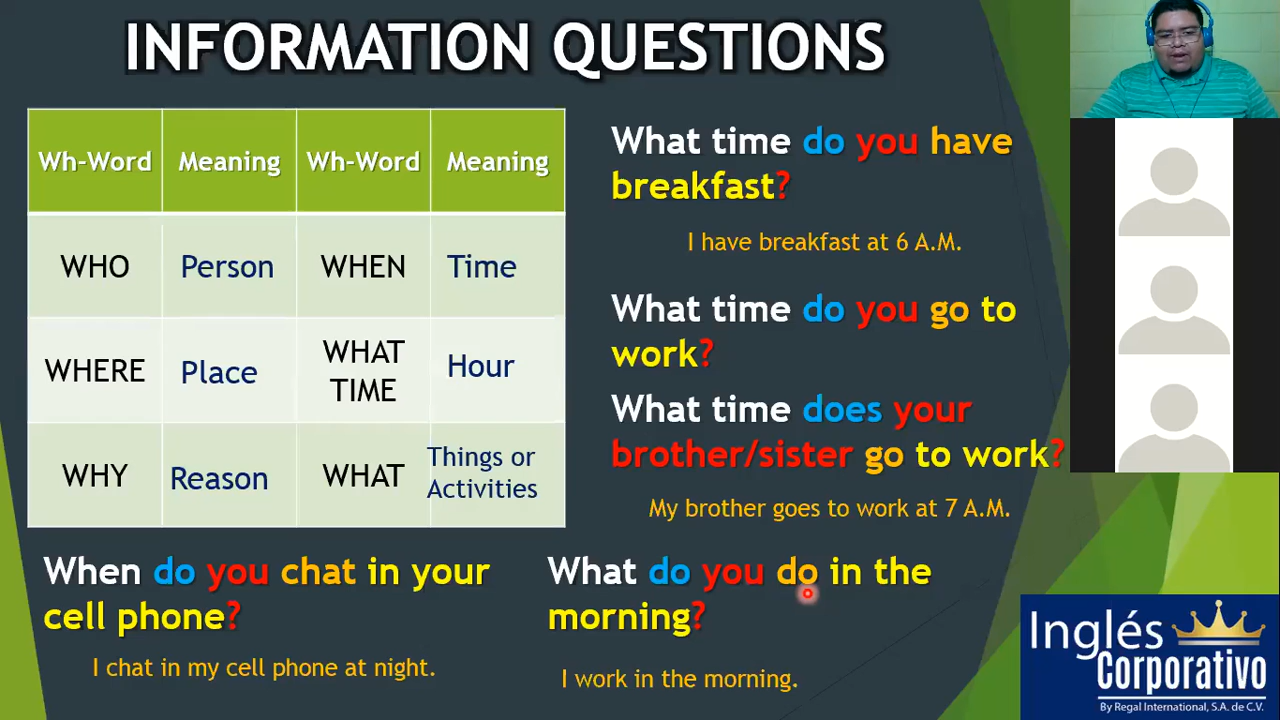 INFORMATION QUESTIONS
Wh-Word Meaning Wh-Word Meaning
WHO Person WHEN Time
WHERE Place WHAT TIME Hour
WHY Reason WHAT Things or Activities
What time do you have
breakfast?
I have breakfast at 6 A.M.
What time do you go to
work?
What time does your
brother/sister go to work?
My brother goes to work at 7 A.M.
When do you chat in your
cell phone?
I chat in my cell phone at night.
What do you do in the
morning?
I work in the morning.
Inglés
Corporativo
By Regal International, S.A. de C.V.